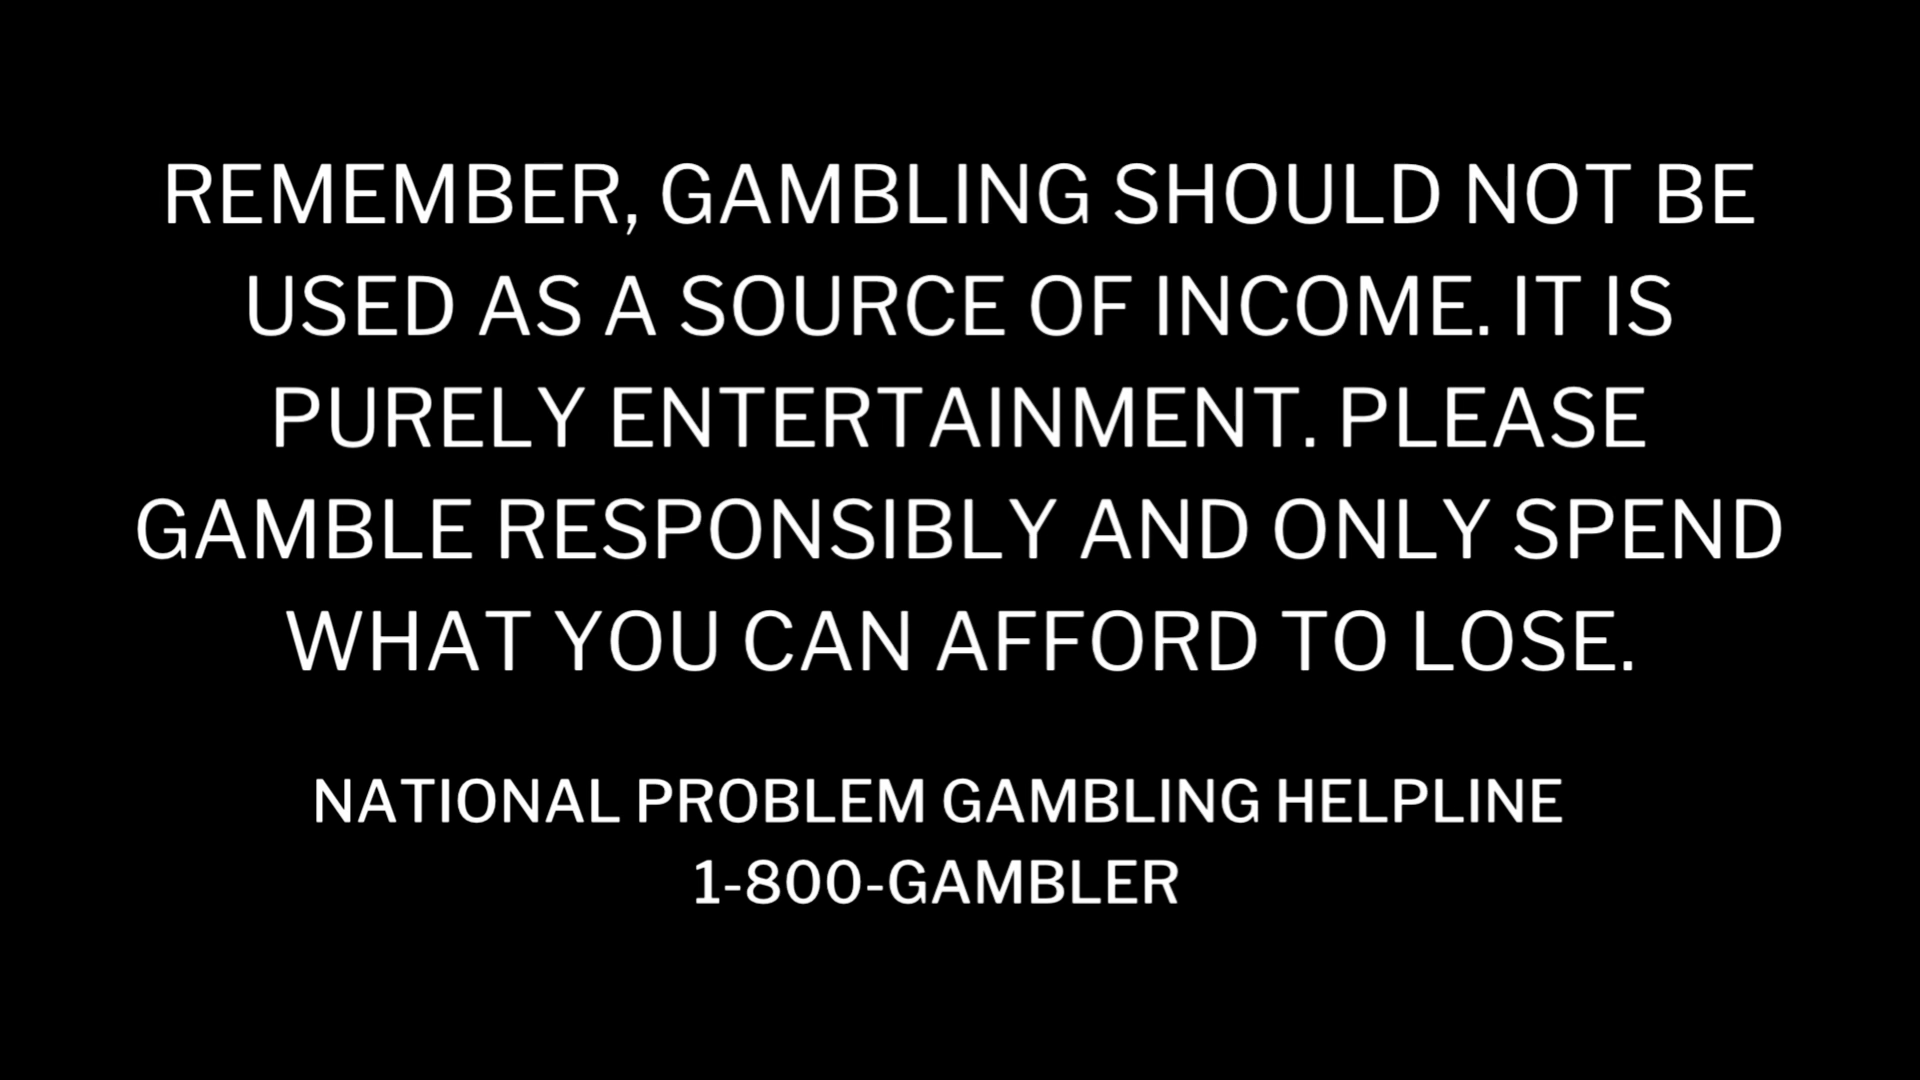 REMEMBER, GAMBLING SHOULD NOT BE
USED AS A SOURCE OF INCOME. IT IS
PURELY ENTERTAINMENT. PLEASE
GAMBLE RESPONSIBLY AND ONLY SPEND
WHAT YOU CAN AFFORD TO LOSE.
NATIONAL PROBLEM GAMBLING HELPLINE
1-800-GAMBLER